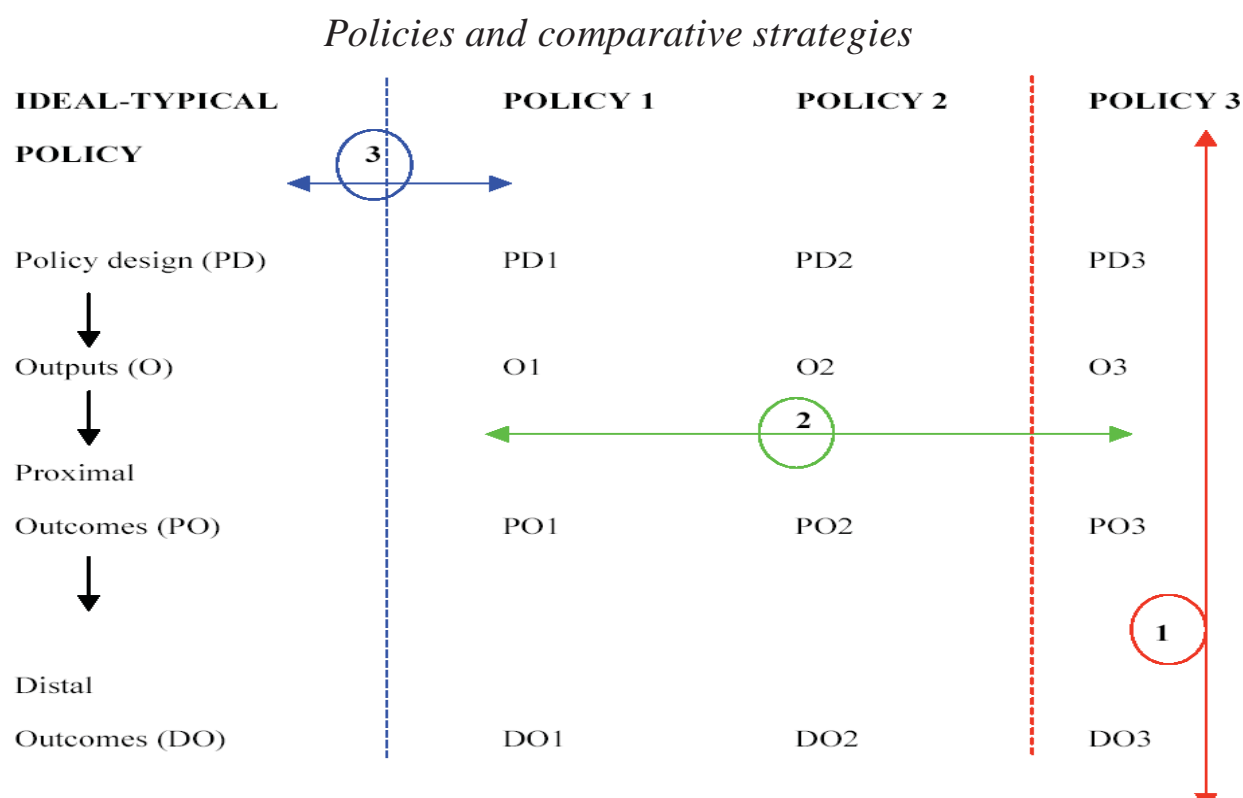 Policies and comparative strategies
IDEAL-TYPICAL POLICY 1 POLICY 2 POLICY 3
POLICY 3
Policy design (PD) PD1 PD2 PD3
Outputs (O) O1 O2 O3
2
Proximal
Outcomes (PO) PO1 PO2 PO3
1
Distal
Outcomes (DO) DO1 DO2 DO3